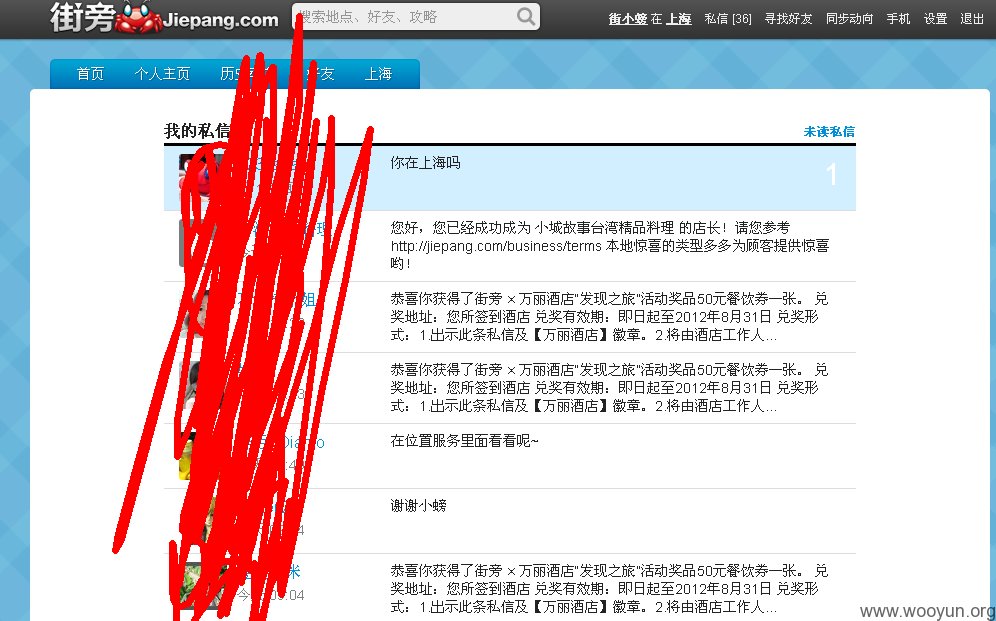 街旁 Jiepang.com 搜索地点、好友、攻略 街小螃 在 上海 私信 [36] 寻找好友 同步动向 手机 设置 退出
首页 个人主页 好友 上海
我的私信 未读私信
你在上海吗 1
您好，您已经成功成为 小城故事台湾精品料理 的店长！请您参考
http://jiepang.com/business/terms 本地惊喜的类型多多为顾客提供惊喜
哟！
恭喜你获得了街旁 × 万丽酒店"发现之旅"活动奖品50元餐饮券一张。 兑
奖地址：您所签到酒店 兑奖有效期：即日起至2012年8月31日 兑奖形
式：1.出示此条私信及【万丽酒店】徽章。2.将由酒店工作人...
恭喜你获得了街旁 × 万丽酒店"发现之旅"活动奖品50元餐饮券一张。 兑
奖地址：您所签到酒店 兑奖有效期：即日起至2012年8月31日 兑奖形
式：1.出示此条私信及【万丽酒店】徽章。2.将由酒店工作人...
在位置服务里面看看呢~
谢谢小螃
米
恭喜你获得了街旁 × 万丽酒店"发现之旅"活动奖品50元餐饮券一张。 兑
奖地址：您所签到酒店 兑奖有效期：即日起至2012年8月31日 兑奖形
式：1.出示此条私信及【万丽酒店】徽章。2.将由酒店工作人...
www.wooyun.org